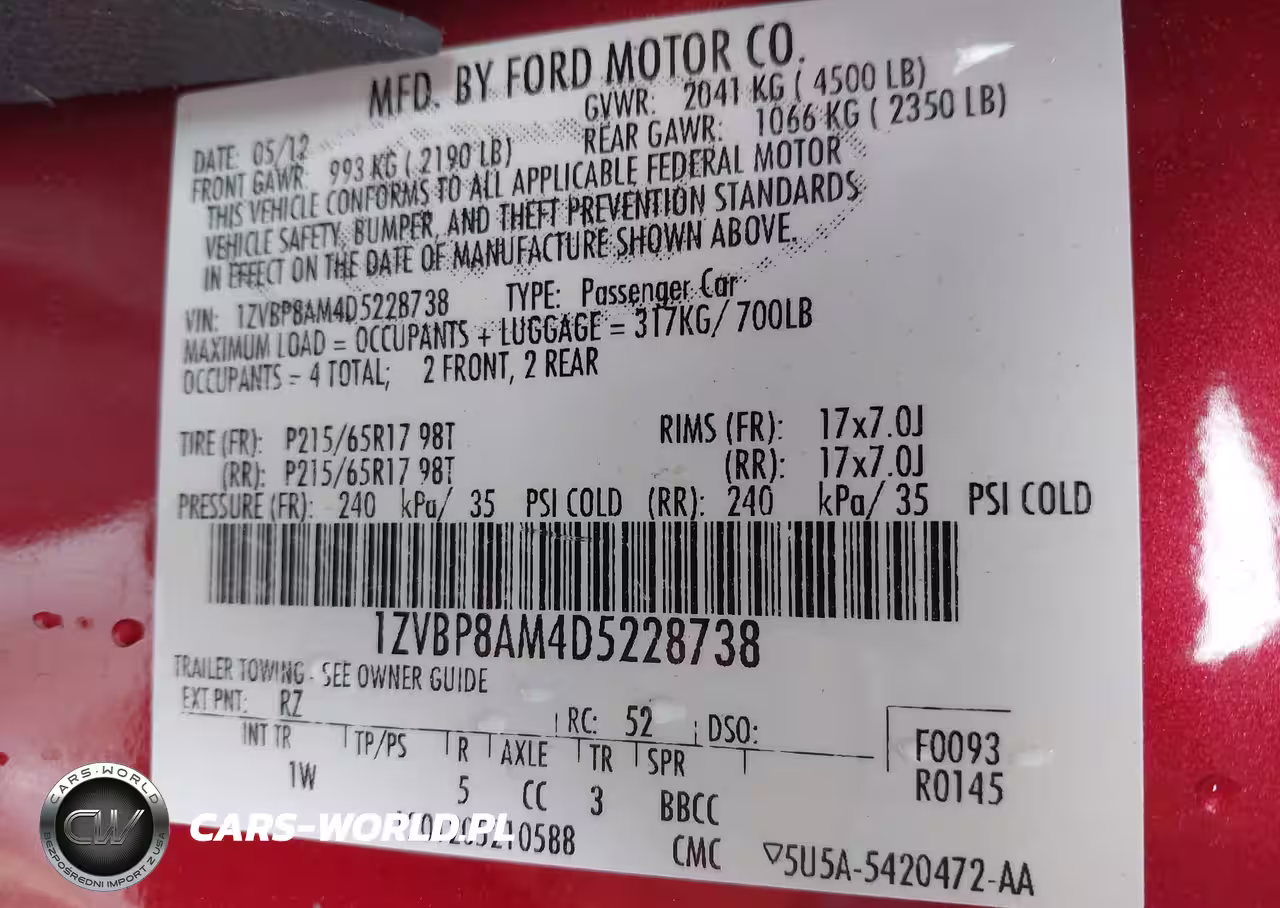 MFD. BY FORD MOTOR CO.
DATE: 05/12 GVWR: 2041 KG ( 4500 LB)
FRONT GAWR: 993 KG ( 2190 LB) REAR GAWR: 1066 KG ( 2350 LB)
THIS VEHICLE CONFORMS TO ALL APPLICABLE FEDERAL MOTOR
VEHICLE SAFETY, BUMPER, AND THEFT PREVENTION STANDARDS
IN EFFECT ON THE DATE OF MANUFACTURE SHOWN ABOVE.
VIN: 1ZVBP8AM4D5228738 TYPE: Passenger Car
MAXIMUM LOAD = OCCUPANTS + LUGGAGE = 317KG/ 700LB
OCCUPANTS = 4 TOTAL; 2 FRONT, 2 REAR
TIRE (FR): P215/65R17 98T RIMS (FR): 17x7.0J
(RR): P215/65R17 98T (RR): 17x7.0J
PRESSURE (FR): 240 kPa/ 35 PSI COLD (RR): 240 kPa/ 35 PSI COLD
1ZVBP8AM4D5228738
TRAILER TOWING - SEE OWNER GUIDE
EXT PNT: RZ RC: 52 DSO:
INT TR TP/PS R AXLE TR SPR F0093
1W 5 CC 3 BBCC R0145
CMC ▽5U5A-5420472-AA
CARS-WORLD
CW
BEZPOŚREDNI IMPORT Z USA
CARS-WORLD.PL